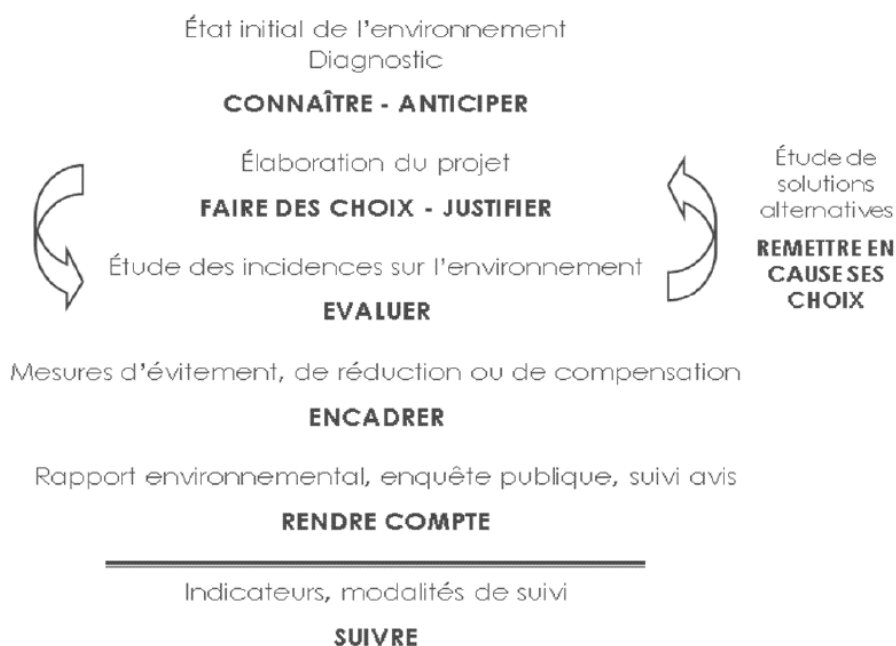 État initial de l'environnement
Diagnostic
CONNAÎTRE - ANTICIPER
Élaboration du projet
FAIRE DES CHOIX - JUSTIFIER
Étude des incidences sur l'environnement
EVALUER
Étude de
solutions
alternatives
REMETTRE EN
CAUSE SES
CHOIX
Mesures d'évitement, de réduction ou de compensation
ENCADRER
Rapport environnemental, enquête publique, suivi avis
RENDRE COMPTE
Indicateurs, modalités de suivi
SUIVRE